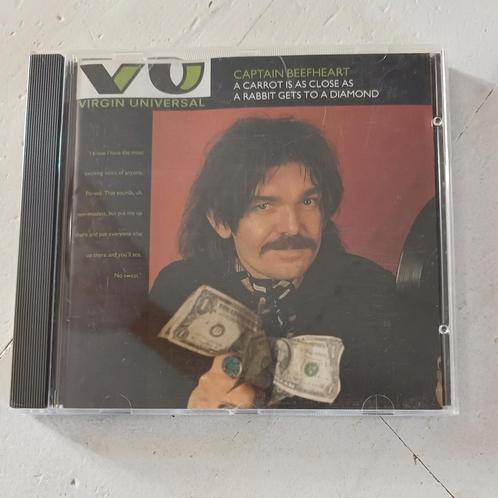 VU
VIRGIN UNIVERSAL
CAPTAIN BEEFHEART
A CARROT IS AS CLOSE AS
A RABBIT GETS TO A DIAMOND
"I know I have the most
exciting voice of anyone.
Period. That sounds, uh,
non-modest, but put me up
there and put everyone else
up there and you'll see.
No sweat."
1